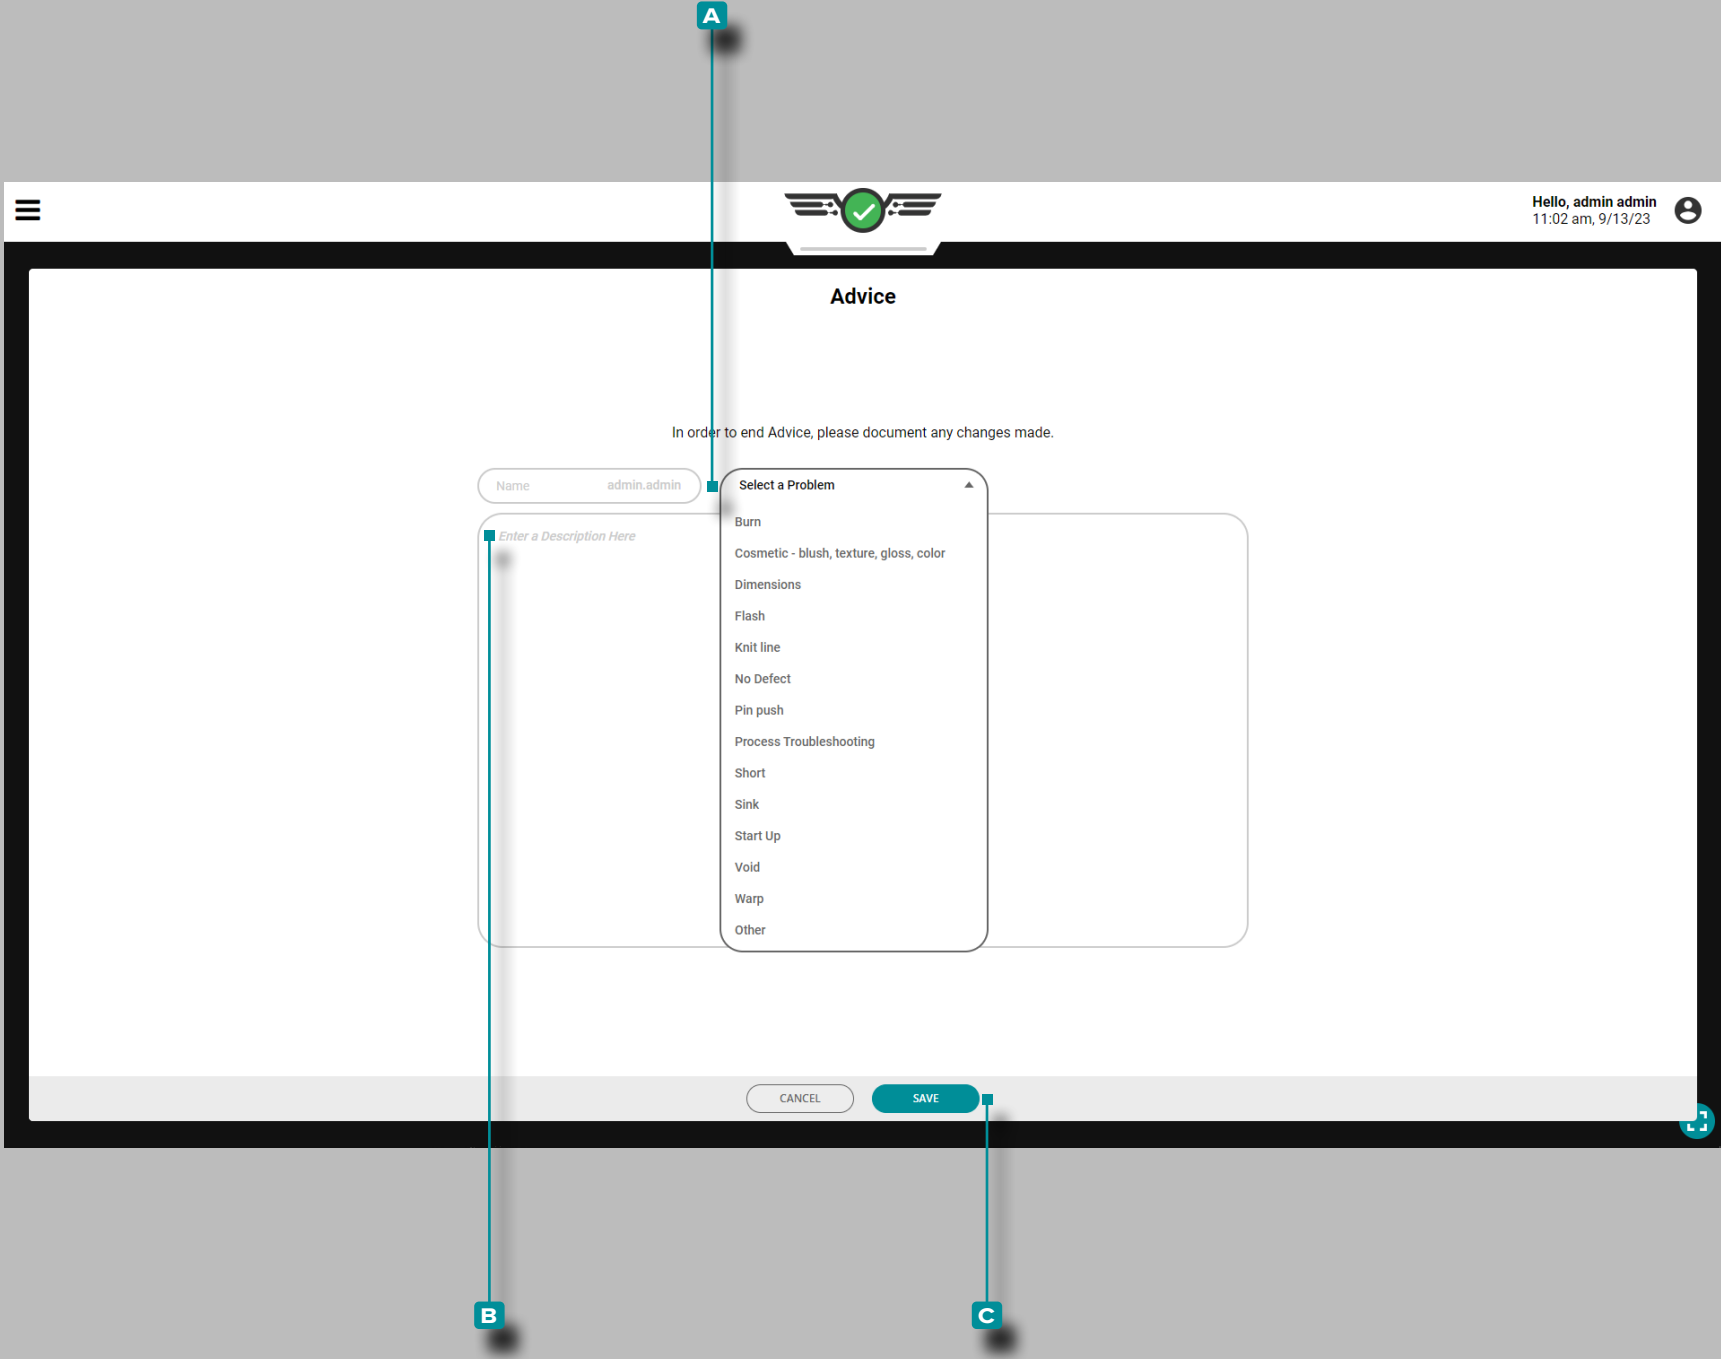 A
Hello, admin admin
11:02 am, 9/13/23
Advice
In order to end Advice, please document any changes made.
Name admin.admin
Select a Problem
Enter a Description Here
Burn
Cosmetic - blush, texture, gloss, color
Dimensions
Flash
Knit line
No Defect
Pin push
Process Troubleshooting
Short
Sink
Start Up
Void
Warp
Other
CANCEL SAVE
B C